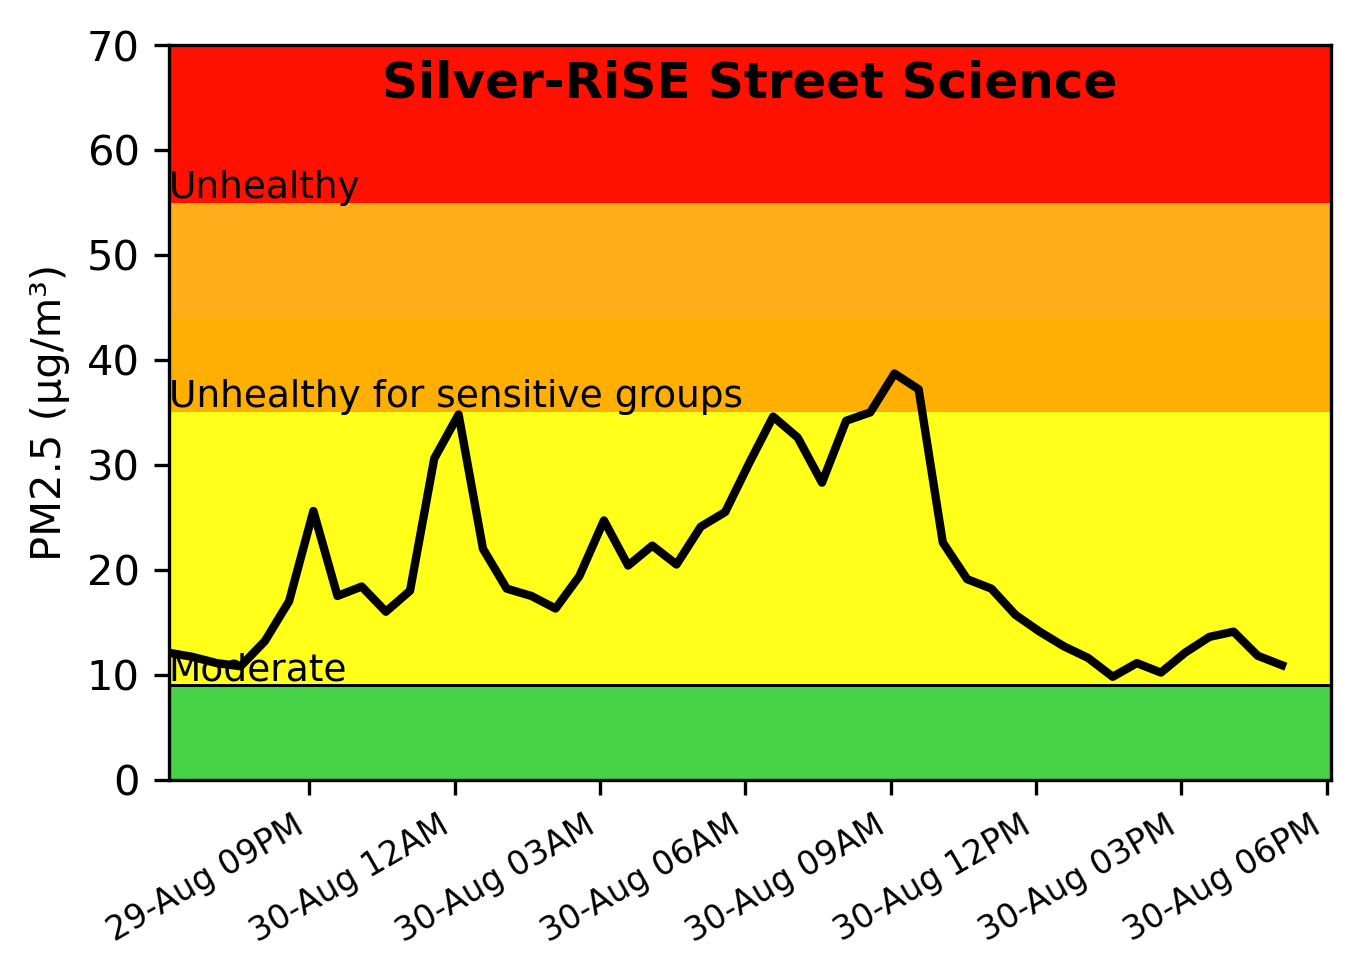 Silver-RiSE Street Science
70
60
Unhealthy
50
PM2.5 (μg/m³)
40
Unhealthy for sensitive groups
30
20
10
Moderate
0
29-Aug 09PM
30-Aug 12AM
30-Aug 03AM
30-Aug 06AM
30-Aug 09AM
30-Aug 12PM
30-Aug 03PM
30-Aug 06PM